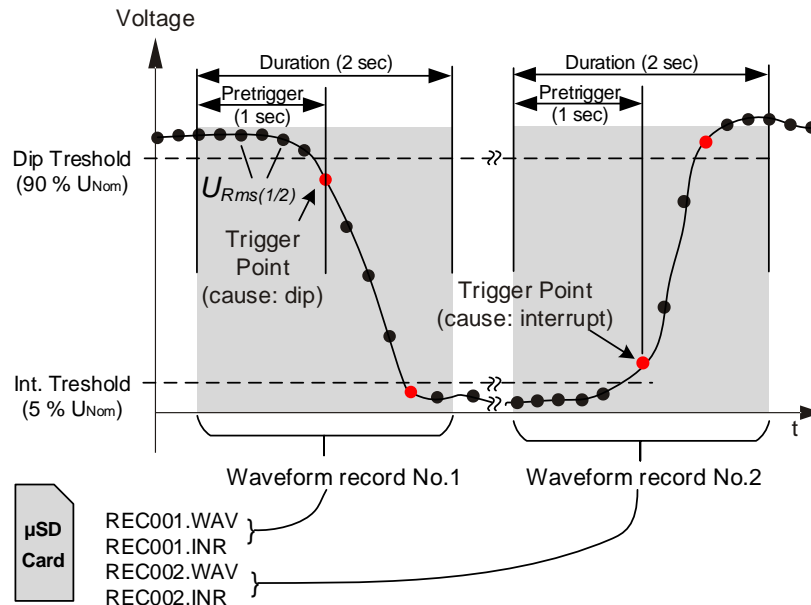 Voltage
Duration (2 sec)
Duration (2 sec)
Pretrigger
(1 sec)
Pretrigger
(1 sec)
Dip Treshold
(90 % UNom)
URms(1/2)
Trigger
Point
(cause: dip)
Trigger Point
(cause: interrupt)
Int. Treshold
(5 % UNom)
t
Waveform record No.1
Waveform record No.2
µSD
Card
REC001.WAV
REC001.INR
REC002.WAV
REC002.INR